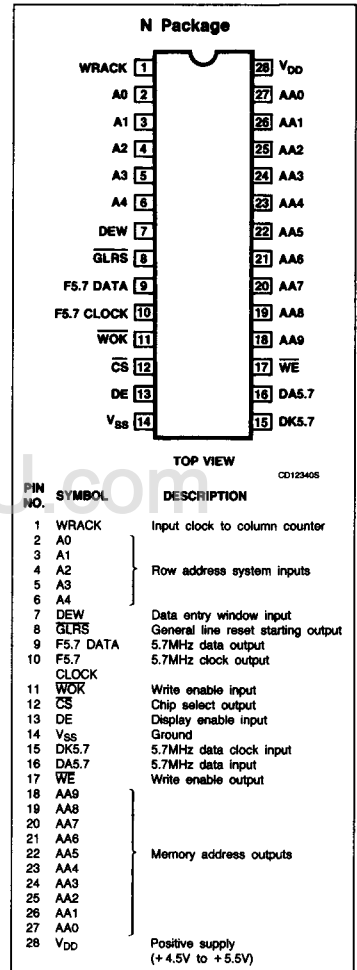 N Package
WRACK 1 28 VDD
A0 2 27 AA0
A1 3 26 AA1
A2 4 25 AA2
A3 5 24 AA3
A4 6 23 AA4
DEW 7 22 AA5
GLRS 8 21 AA6
F5.7 DATA 9 20 AA7
F5.7 CLOCK 10 19 AA8
WOK 11 18 AA9
CS 12 17 WE
DE 13 16 DA5.7
VSS 14 15 DK5.7
TOP VIEW
CD12340S
PIN NO. SYMBOL DESCRIPTION
1 WRACK Input clock to column counter
2 A0
3 A1
4 A2 Row address system inputs
5 A3
6 A4
7 DEW Data entry window input
8 GLRS General line reset starting output
9 F5.7 DATA 5.7MHz data output
10 F5.7 5.7MHz clock output
CLOCK
11 WOK Write enable input
12 CS Chip select output
13 DE Display enable input
14 VSS Ground
15 DK5.7 5.7MHz data clock input
16 DA5.7 5.7MHz data input
17 WE Write enable output
18 AA9
19 AA8
20 AA7
21 AA6
22 AA5 Memory address outputs
23 AA4
24 AA3
25 AA2
26 AA1
27 AA0
28 VDD Positive supply
(+4.5V to +5.5V)